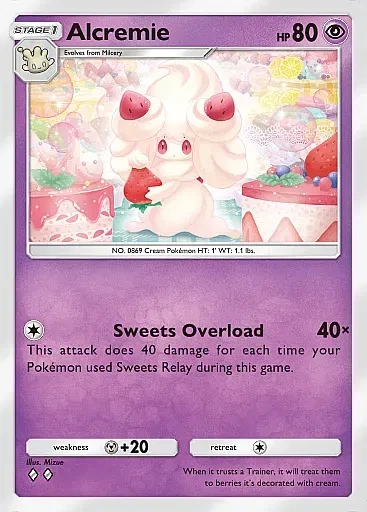 STAGE 1
Alcremie
HP 80
Evolves from Milcery
NO. 0869 Cream Pokémon HT: 1' WT: 1.1 lbs.
Sweets Overload 40×
This attack does 40 damage for each time your
Pokémon used Sweets Relay during this game.
weakness +20 retreat
Illus. Mizue
When it trusts a Trainer, it will treat them
to berries it's decorated with cream.